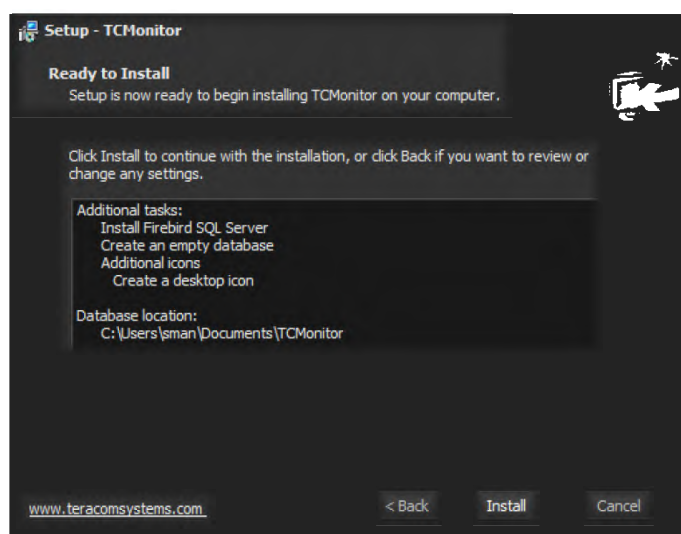 Setup - TCMonitor
Ready to Install
Setup is now ready to begin installing TCMonitor on your computer.
Click Install to continue with the installation, or click Back if you want to review or
change any settings.
Additional tasks:
Install Firebird SQL Server
Create an empty database
Additional icons
Create a desktop icon
Database location:
C:\Users\sman\Documents\TCMonitor
www.teracomsystems.com
< Back
Install
Cancel